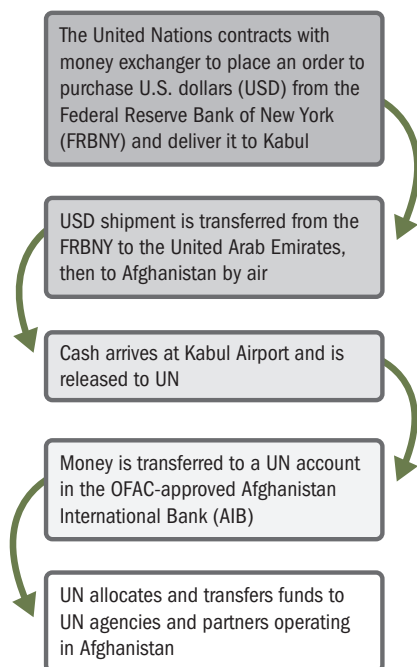 The United Nations contracts with
money exchanger to place an order to
purchase U.S. dollars (USD) from the
Federal Reserve Bank of New York
(FRBNY) and deliver it to Kabul
USD shipment is transferred from the
FRBNY to the United Arab Emirates,
then to Afghanistan by air
Cash arrives at Kabul Airport and is
released to UN
Money is transferred to a UN account
in the OFAC-approved Afghanistan
International Bank (AIB)
UN allocates and transfers funds to
UN agencies and partners operating
in Afghanistan